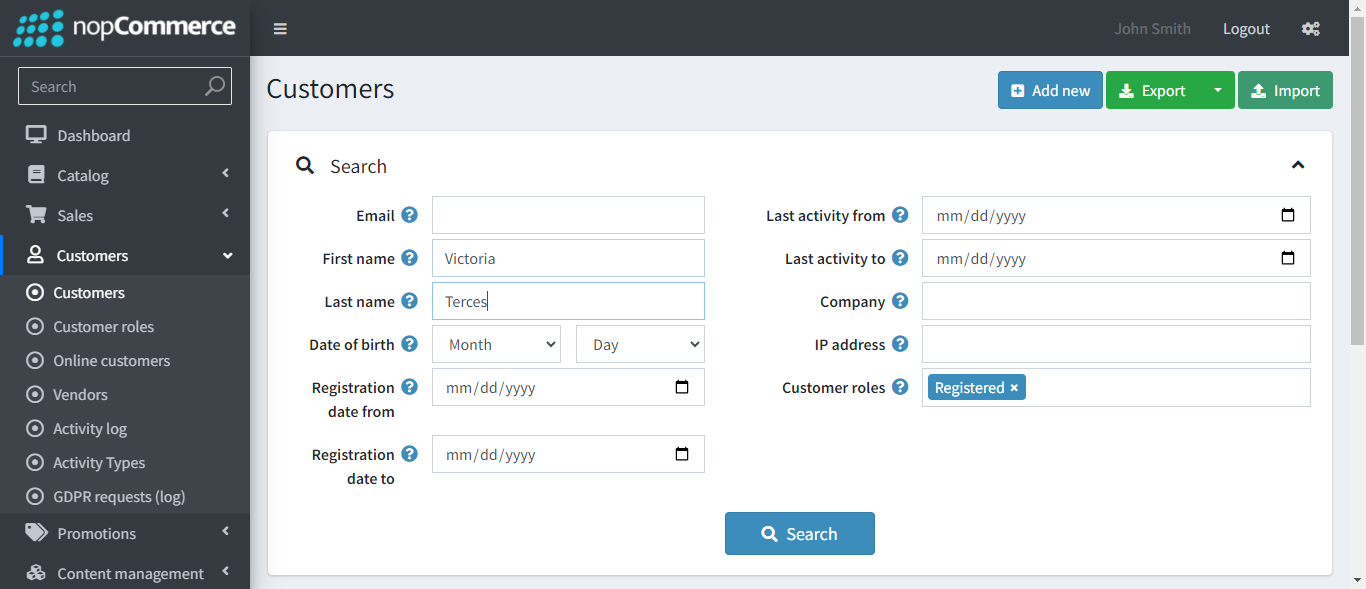 nopCommerce
John Smith
Logout
Search
Dashboard
Catalog
Sales
Customers
Customers
Customer roles
Online customers
Vendors
Activity log
Activity Types
GDPR requests (log)
Promotions
Content management
Customers
Add new
Export
Import
Search
Email
First name
Victoria
Last name
Terces
Date of birth
Month
Day
Registration
date from
mm/dd/yyyy
Registration
date to
mm/dd/yyyy
Last activity from
mm/dd/yyyy
Last activity to
mm/dd/yyyy
Company
IP address
Customer roles
Registered ×
Search